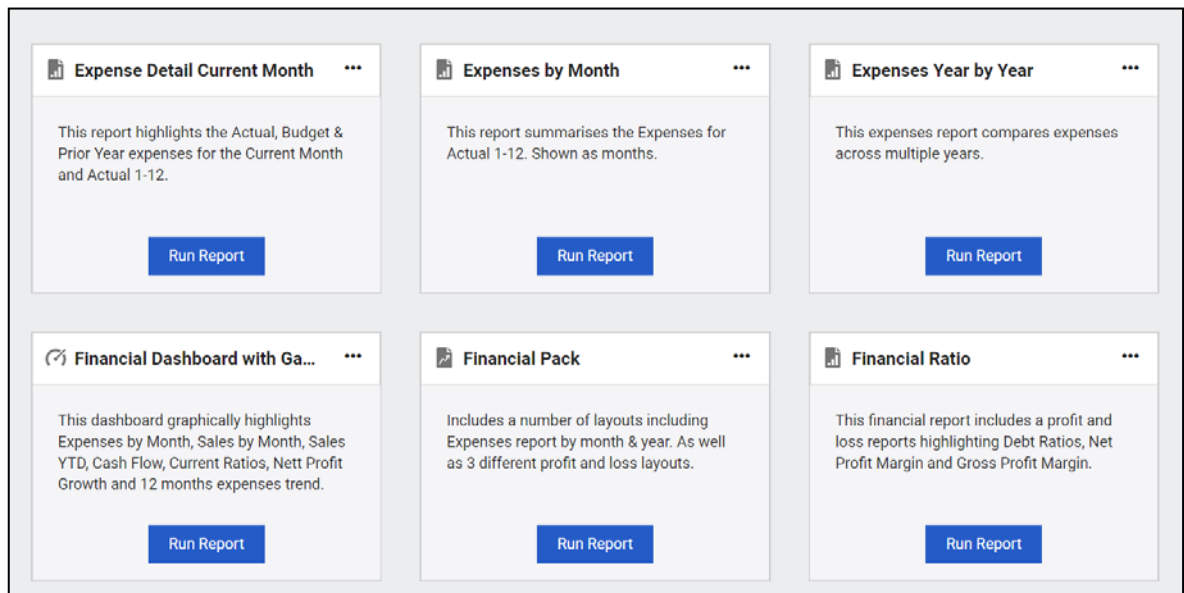 Expense Detail Current Month •••
This report highlights the Actual, Budget &
Prior Year expenses for the Current Month
and Actual 1-12.
Run Report
Expenses by Month •••
This report summarises the Expenses for
Actual 1-12. Shown as months.
Run Report
Expenses Year by Year •••
This expenses report compares expenses
across multiple years.
Run Report
Financial Dashboard with Ga... •••
This dashboard graphically highlights
Expenses by Month, Sales by Month, Sales
YTD, Cash Flow, Current Ratios, Nett Profit
Growth and 12 months expenses trend.
Run Report
Financial Pack •••
Includes a number of layouts including
Expenses report by month & year. As well
as 3 different profit and loss layouts.
Run Report
Financial Ratio •••
This financial report includes a profit and
loss reports highlighting Debt Ratios, Net
Profit Margin and Gross Profit Margin.
Run Report